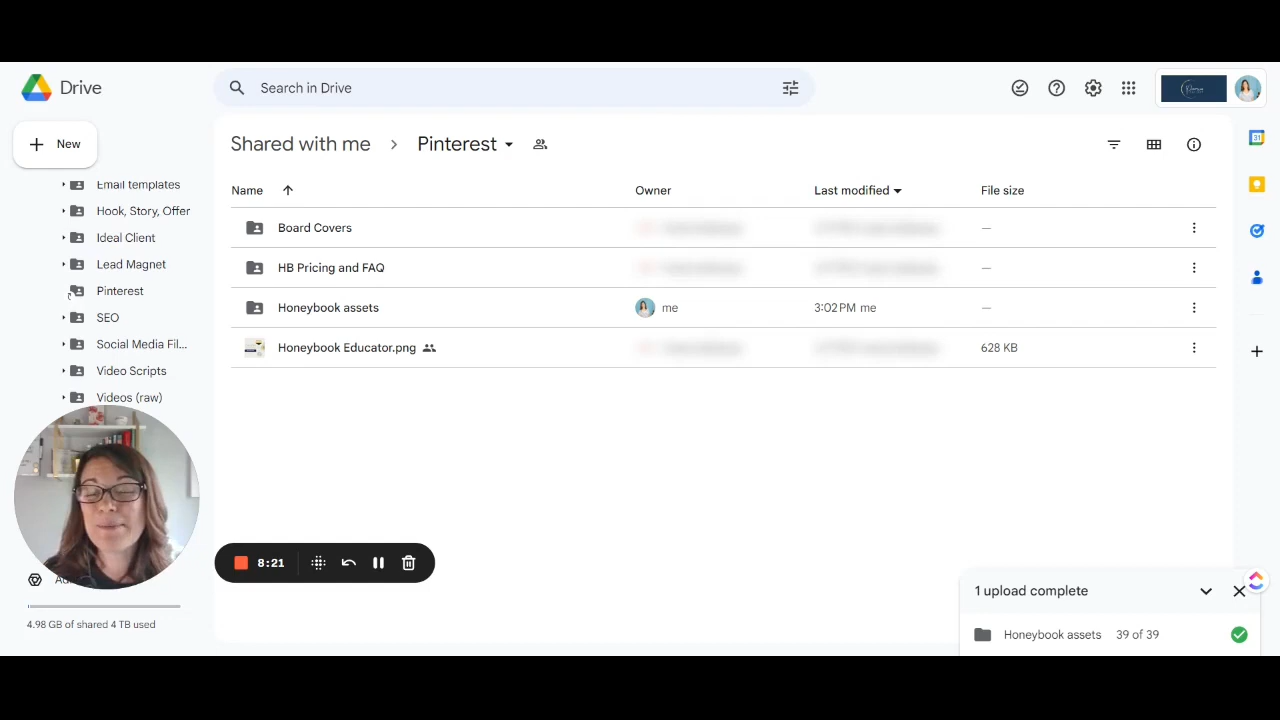 Drive
Search in Drive
New
Shared with me > Pinterest
Email templates
Hook, Story, Offer
Ideal Client
Lead Magnet
Pinterest
SEO
Social Media Fil...
Video Scripts
Videos (raw)
4.98 GB of shared 4 TB used
Name Owner Last modified File size
Board Covers —
HB Pricing and FAQ —
Honeybook assets me 3:02 PM me —
Honeybook Educator.png 628 KB
8:21
1 upload complete
Honeybook assets 39 of 39
31